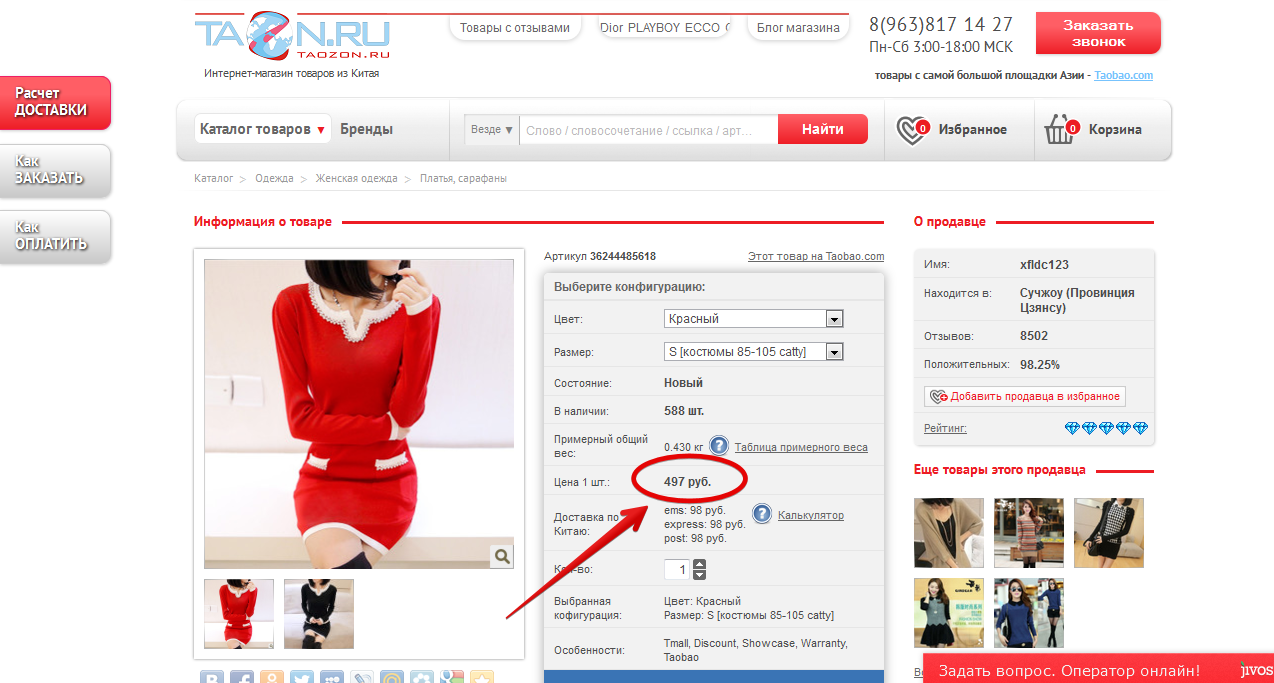 TAOZON.RU
TAOZON.RU
Интернет-магазин товаров из Китая
Товары с отзывами
Dior PLAYBOY ECCO
Блог магазина
8(963)817 14 27
Пн-Сб 3:00-18:00 МСК
Заказать
звонок
товары с самой большой площадки Азии - Taobao.com
Расчет
ДОСТАВКИ
Как
ЗАКАЗАТЬ
Как
ОПЛАТИТЬ
Каталог товаров ▼
Бренды
Везде ▼
Слово / словосочетание / ссылка / арт...
Найти
0 Избранное
0 Корзина
Каталог > Одежда > Женская одежда > Платья, сарафаны
Информация о товаре
Артикул 36244485618
Этот товар на Taobao.com
Выберите конфигурацию:
Цвет: Красный
Размер: S [костюмы 85-105 catty]
Состояние: Новый
В наличии: 588 шт.
Примерный общий
вес: 0.430 кг ? Таблица примерного веса
Цена 1 шт.: 497 руб.
Доставка по
Китаю:
ems: 98 руб.
express: 98 руб.
post: 98 руб.
? Калькулятор
Кол-во: 1
Выбранная
кофигурация:
Цвет: Красный
Размер: S [костюмы 85-105 catty]
Особенности:
Tmall, Discount, Showcase, Warranty,
Taobao
О продавце
Имя: xfldc123
Находится в: Сучжоу (Провинция
Цзянсу)
Отзывов: 8502
Положительных: 98.25%
Добавить продавца в избранное
Рейтинг:
Еще товары этого продавца
Задать вопрос. Оператор онлайн!
jivos